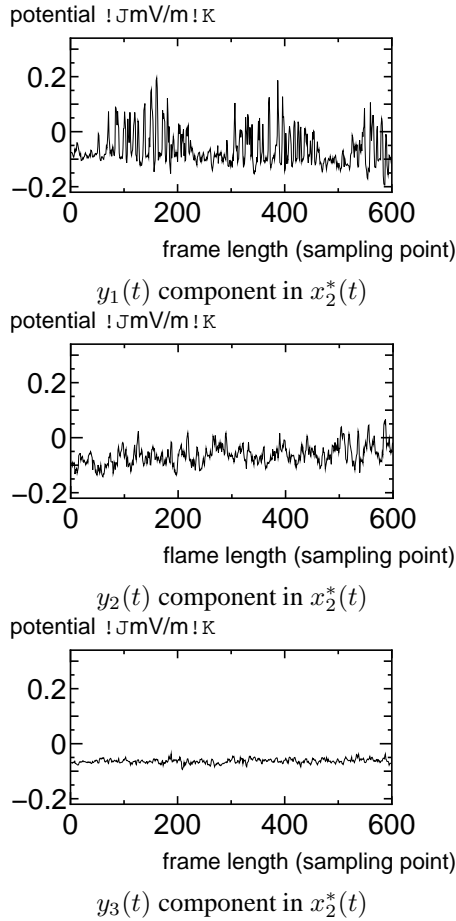 potential !JmV/m!K
0.2
0
−0.2
0 200 400 600
frame length (sampling point)
y₁(t) component in x₂*(t)
potential !JmV/m!K
0.2
0
−0.2
0 200 400 600
flame length (sampling point)
y₂(t) component in x₂*(t)
potential !JmV/m!K
0.2
0
−0.2
0 200 400 600
frame length (sampling point)
y₃(t) component in x₂*(t)